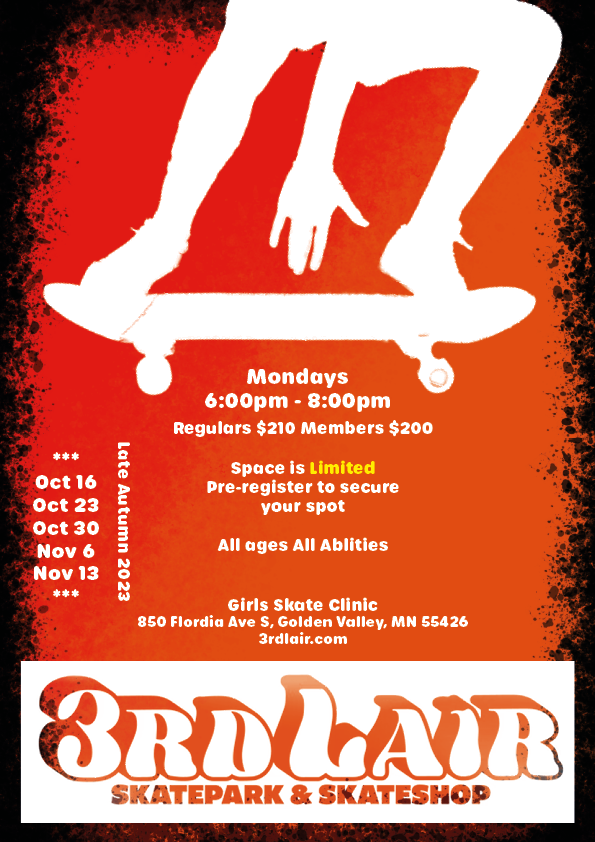 Mondays
6:00pm - 8:00pm
Regulars $210 Members $200
Space is Limited
Pre-register to secure
your spot
All ages All Ablities
***
Oct 16
Oct 23
Oct 30
Nov 6
Nov 13
***
Late Autumn 2023
Girls Skate Clinic
850 Flordia Ave S, Golden Valley, MN 55426
3rdlair.com
3RD LAIR
SKATEPARK & SKATESHOP